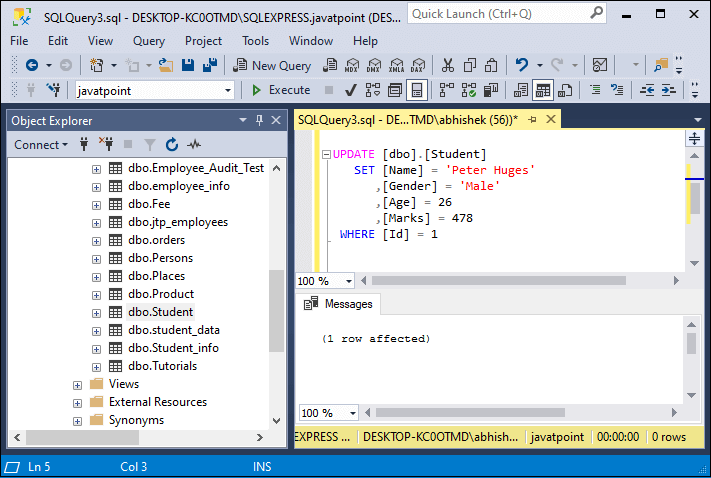 SQLQuery3.sql - DESKTOP-KC0OTMD\SQLEXPRESS.javatpoint (DES...
Quick Launch (Ctrl+Q)
File Edit View Query Project Tools Window Help
New Query MDX DMX XMLA DAX
javatpoint Execute
Object Explorer
Connect
dbo.Employee_Audit_Test
dbo.employee_info
dbo.Fee
dbo.jtp_employees
dbo.orders
dbo.Persons
dbo.Places
dbo.Product
dbo.Student
dbo.student_data
dbo.Student_info
dbo.Tutorials
Views
External Resources
Synonyms
SQLQuery3.sql - DE...TMD\abhishek (56))*
UPDATE [dbo].[Student]
SET [Name] = 'Peter Huges'
,[Gender] = 'Male'
,[Age] = 26
,[Marks] = 478
WHERE [Id] = 1
100 %
Messages
(1 row affected)
100 %
EXPRESS ... DESKTOP-KC0OTMD\abhish... javatpoint 00:00:00 0 rows
Ln 5 Col 3 INS